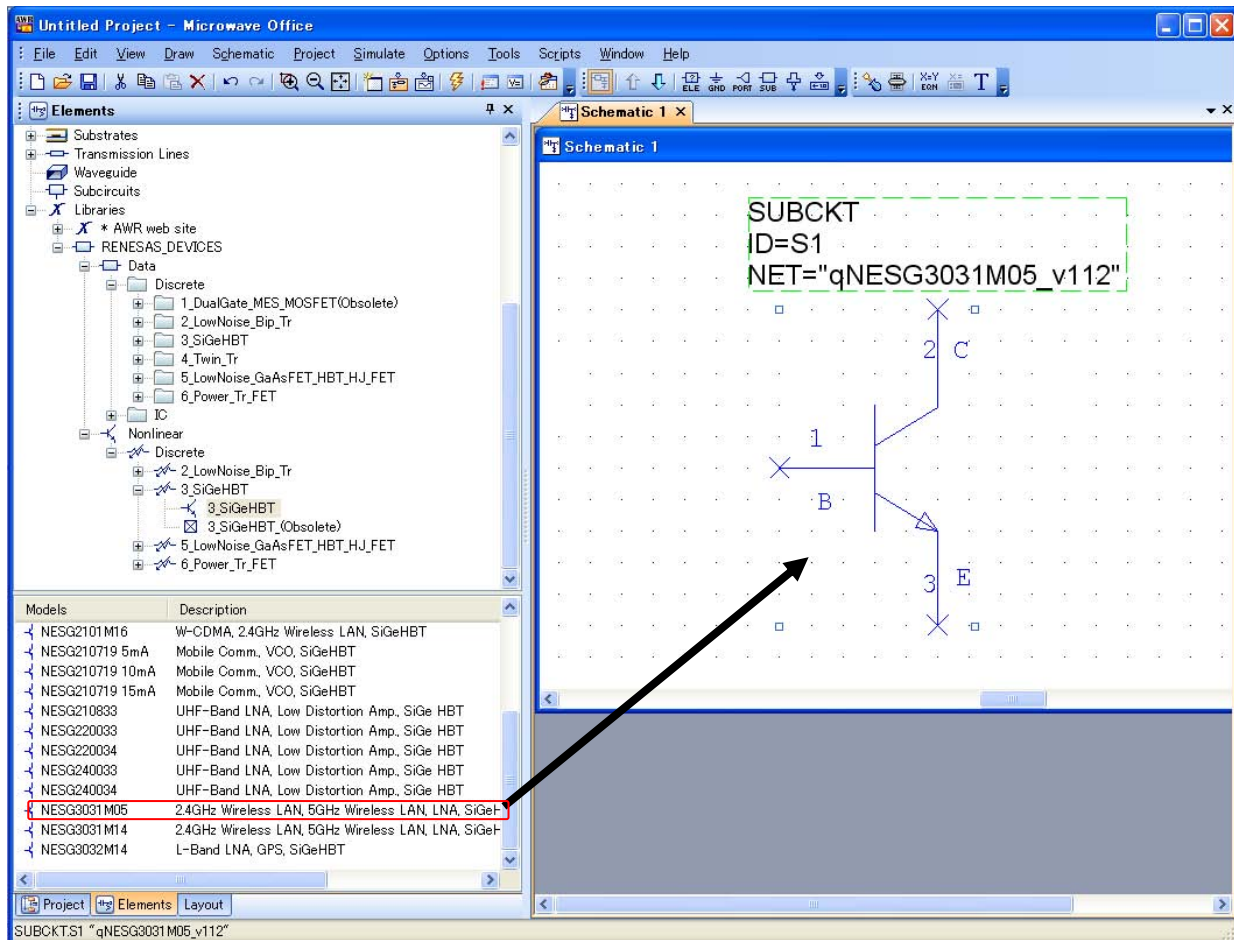 AWR
Untitled Project - Microwave Office
File Edit View Draw Schematic Project Simulate Options Tools Scripts Window Help
ELE GND PORT SUB X=Y EQN X= T
Elements
Substrates
Transmission Lines
Waveguide
Subcircuits
Libraries
* AWR web site
RENESAS_DEVICES
Data
Discrete
1_DualGate_MES_MOSFET(Obsolete)
2_LowNoise_Bip_Tr
3_SiGeHBT
4_Twin_Tr
5_LowNoise_GaAsFET_HBT_HJ_FET
6_Power_Tr_FET
IC
Nonlinear
Discrete
2_LowNoise_Bip_Tr
3_SiGeHBT
3_SiGeHBT
3_SiGeHBT_(Obsolete)
5_LowNoise_GaAsFET_HBT_HJ_FET
6_Power_Tr_FET
Models Description
NESG2101M16 W-CDMA, 2.4GHz Wireless LAN, SiGeHBT
NESG210719 5mA Mobile Comm., VCO, SiGeHBT
NESG210719 10mA Mobile Comm., VCO, SiGeHBT
NESG210719 15mA Mobile Comm., VCO, SiGeHBT
NESG210833 UHF-Band LNA, Low Distortion Amp., SiGe HBT
NESG220033 UHF-Band LNA, Low Distortion Amp., SiGe HBT
NESG220034 UHF-Band LNA, Low Distortion Amp., SiGe HBT
NESG240033 UHF-Band LNA, Low Distortion Amp., SiGe HBT
NESG240034 UHF-Band LNA, Low Distortion Amp., SiGe HBT
NESG3031M05 2.4GHz Wireless LAN, 5GHz Wireless LAN, LNA, SiGeH
NESG3031M14 2.4GHz Wireless LAN, 5GHz Wireless LAN, LNA, SiGeH
NESG3032M14 L-Band LNA, GPS, SiGeHBT
Project Elements Layout
SUBCKT.S1 "qNESG3031M05_v112"
Schematic 1
Schematic 1
SUBCKT
ID=S1
NET="qNESG3031M05_v112"
2 C
1
B
3 E